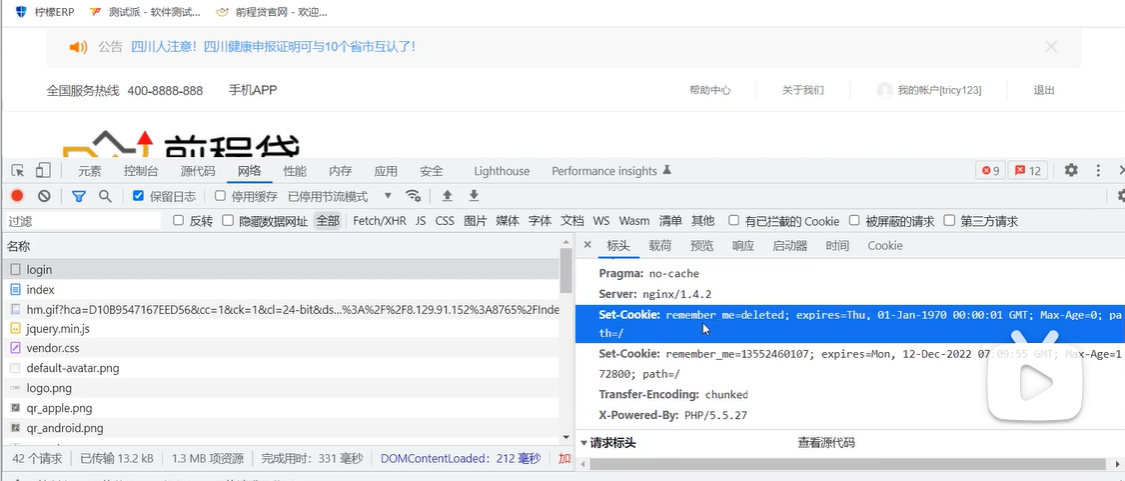 柠檬ERP 测试派 - 软件测试... 前程贷官网 - 欢迎...
公告 四川人注意！四川健康申报证明可与10个省市互认了！
全国服务热线 400-8888-888 手机APP 帮助中心 关于我们 我的帐户[tricy123] 退出
前程贷
元素 控制台 源代码 网络 性能 内存 应用 安全 Lighthouse Performance insights 9 12
保留日志 停用缓存 已停用节流模式
过滤 反转 隐藏数据网址 全部 Fetch/XHR JS CSS 图片 媒体 字体 文档 WS Wasm 清单 其他 有已拦截的 Cookie 被屏蔽的请求 第三方请求
名称 标头 载荷 预览 响应 启动器 时间 Cookie
login
index
hm.gif?hca=D10B9547167EED56&cc=1&ck=1&cl=24-bit&ds...%3A%2F%2F8.129.91.152%3A8765%2FInde
jquery.min.js
vendor.css
default-avatar.png
logo.png
qr_apple.png
qr_android.png
Pragma: no-cache
Server: nginx/1.4.2
Set-Cookie: remember_me=deleted; expires=Thu, 01-Jan-1970 00:00:01 GMT; Max-Age=0; pa
th=/
Set-Cookie: remember_me=13552460107; expires=Mon, 12-Dec-2022 07:09:55 GMT; Max-Age=1
72800; path=/
Transfer-Encoding: chunked
X-Powered-By: PHP/5.5.27
请求标头 查看源代码
42 个请求 已传输 13.2 kB 1.3 MB 项资源 完成用时：331 毫秒 DOMContentLoaded：212 毫秒 加